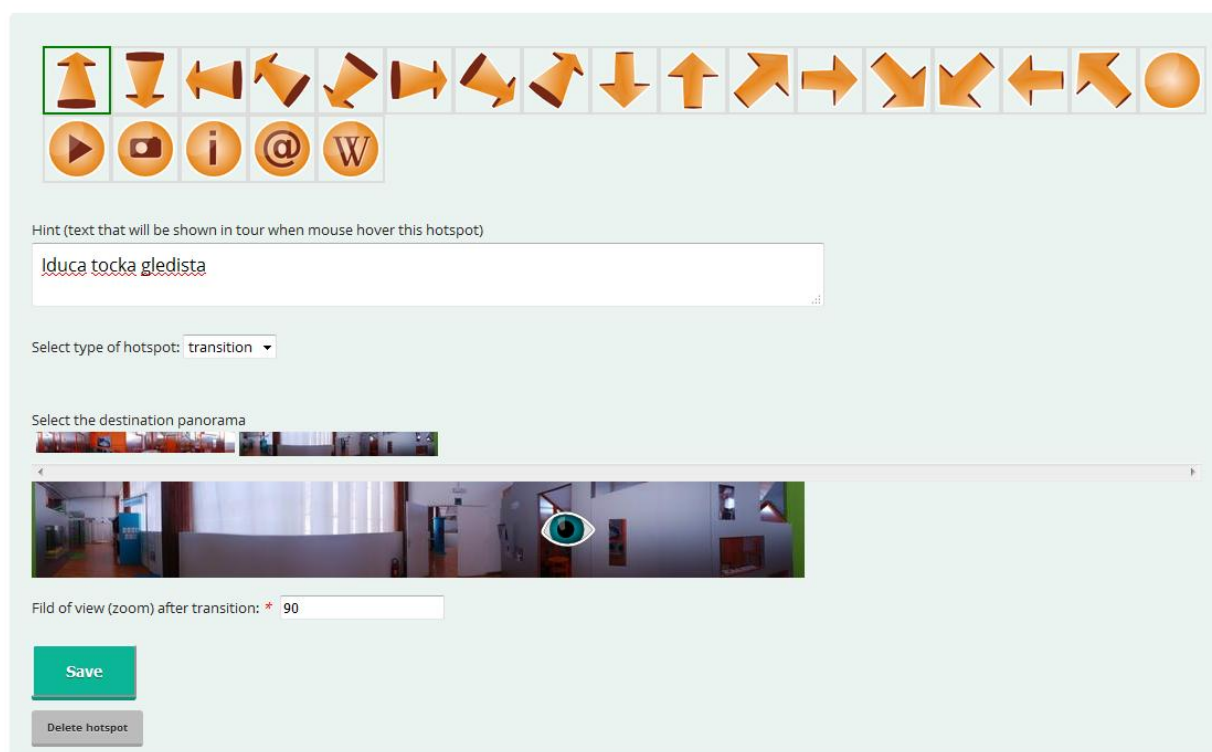 i @ W
Hint (text that will be shown in tour when mouse hover this hotspot)
Iduca tocka gledista
Select type of hotspot: transition
Select the destination panorama
Fild of view (zoom) after transition: * 90
Save
Delete hotspot